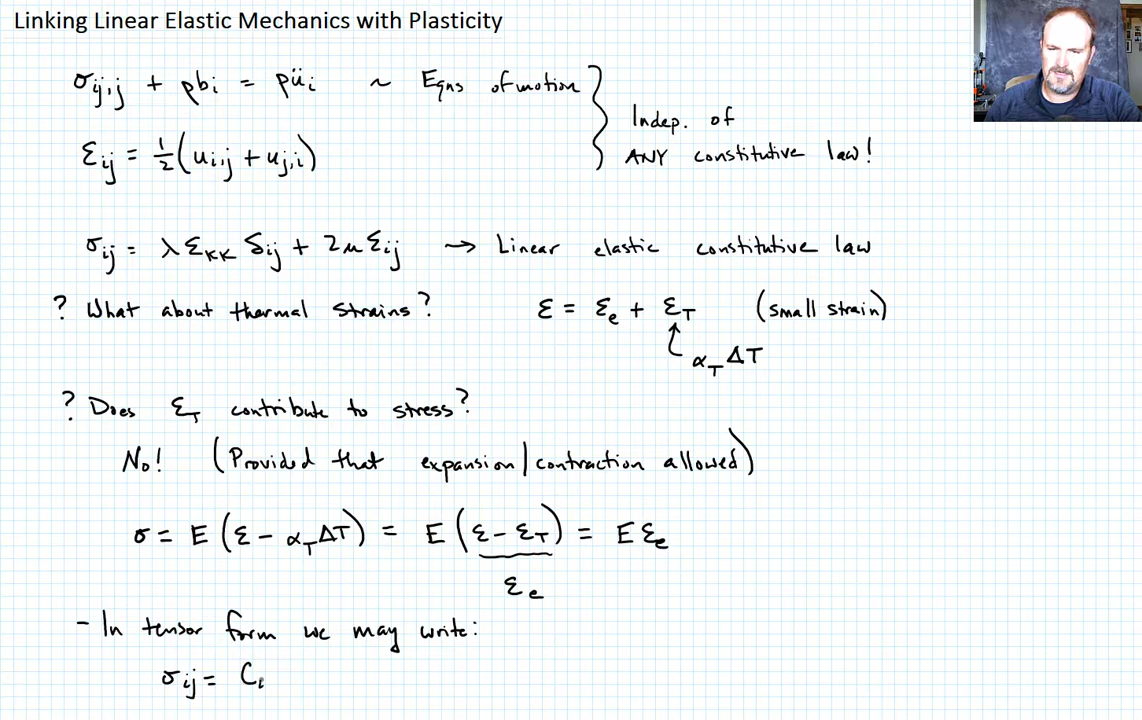 Linking Linear Elastic Mechanics with Plasticity
σij,j + ρbi = ρüi ~ Eqns of motion
εij = 1/2(ui,j + uj,i)
Indep. of
ANY constitutive law!
σij = λεKKδij + 2μεij → Linear elastic constitutive law
? What about thermal strains? ε = εe + εT (small strain)
αTΔT
? Does εT contribute to stress?
No! (Provided that expansion/contraction allowed)
σ = E(ε - αTΔT) = E(ε - εT) = Eεe
εe
- In tensor form we may write:
σij = Ci